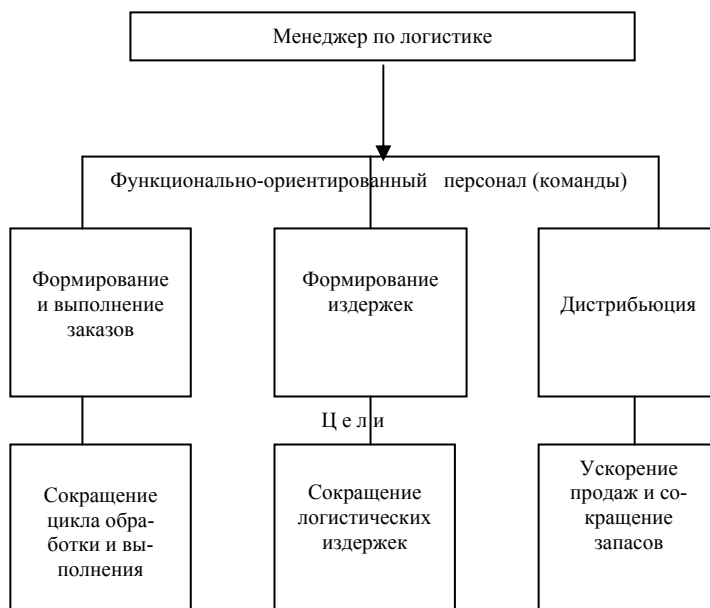 Менеджер по логистике
Функционально-ориентированный персонал (команды)
Формирование
и выполнение
заказов
Формирование
издержек
Дистрибьюция
Ц е л и
Сокращение
цикла обра-
ботки и вы-
полнения
Сокращение
логистических
издержек
Ускорение
продаж и со-
кращение
запасов